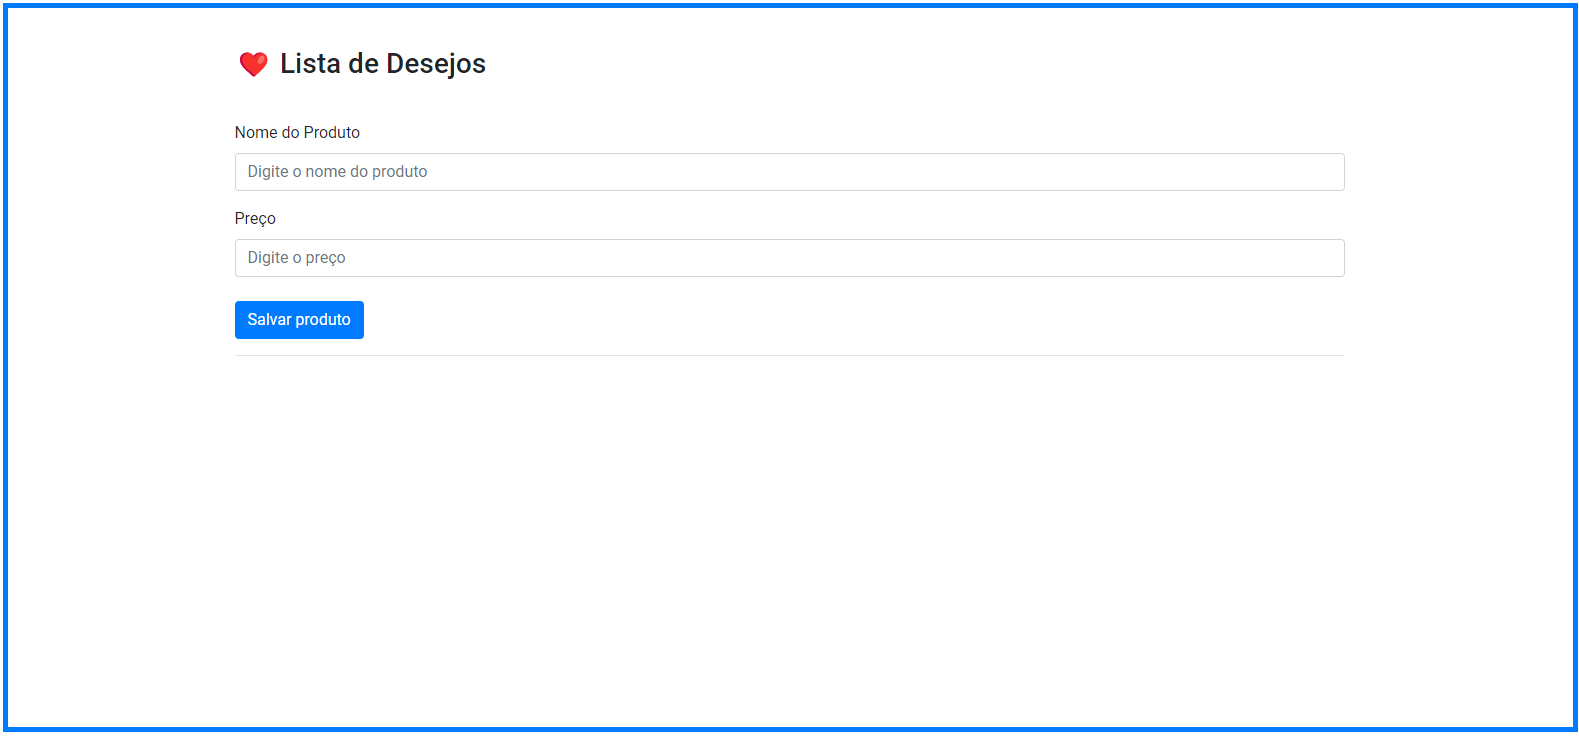 Lista de Desejos
Nome do Produto
Digite o nome do produto
Preço
Digite o preço
Salvar produto